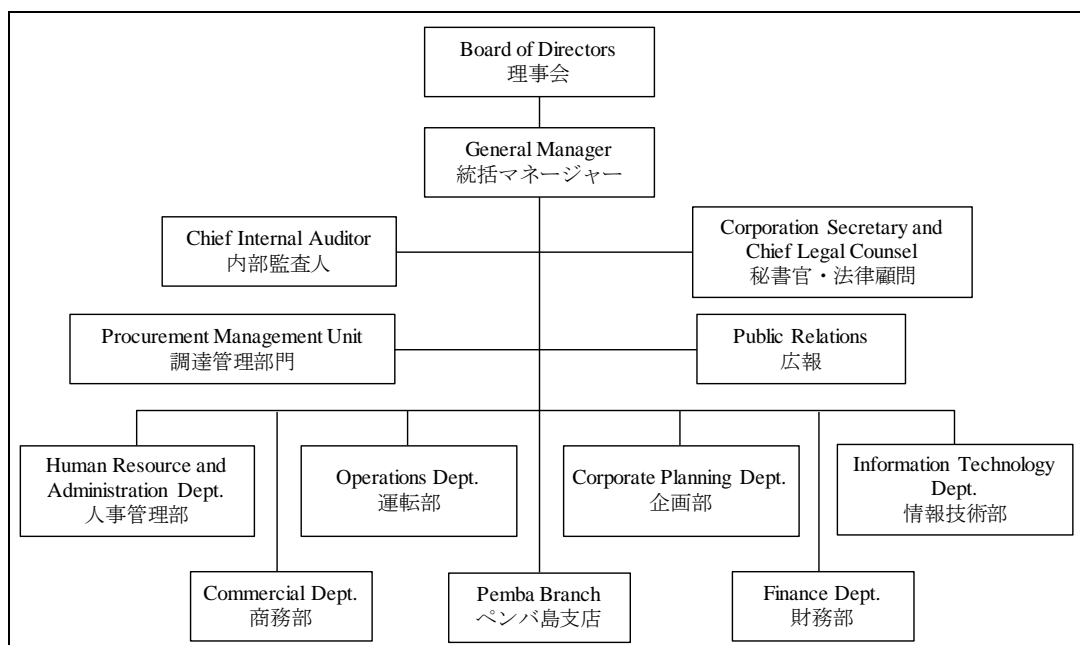 Board of Directors
理事会
General Manager
統括マネージャー
Chief Internal Auditor
内部監査人
Corporation Secretary and
Chief Legal Counsel
秘書官・法律顧問
Procurement Management Unit
調達管理部門
Public Relations
広報
Human Resource and
Administration Dept.
人事管理部
Operations Dept.
運転部
Corporate Planning Dept.
企画部
Information Technology
Dept.
情報技術部
Commercial Dept.
商務部
Pemba Branch
ペンバ島支店
Finance Dept.
財務部